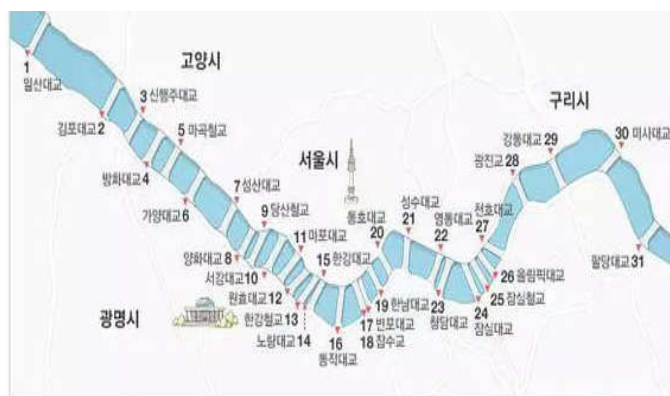 고양시
구리시
서울시
광명시
1
일산대교
김포대교 2
3 신행주대교
방화대교 4
5 마곡철교
가양대교 6
7 성산대교
양화대교 8
9 당산철교
서강대교 10
11 마포대교
원효대교 12
한강철교 13
노량대교 14
15 한강대교
16
동작대교
17 반포대교
18 잠수교
19 한남대교
동호대교
20
성수대교
21
영동대교
22
23
청담대교
24
잠실대교
25 잠실철교
26 올림픽대교
천호대교
27
광진교
28
강동대교 29
30 미사대교
팔당대교 31